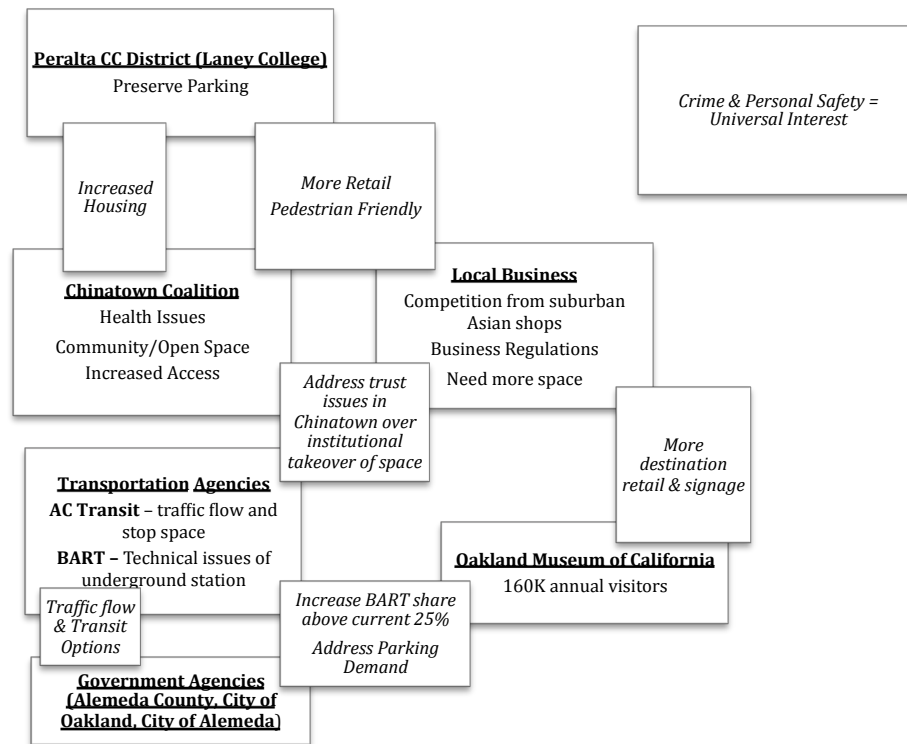 Peralta CC District (Laney College)
Preserve Parking
Crime & Personal Safety =
Universal Interest
Increased
Housing
More Retail
Pedestrian Friendly
Chinatown Coalition
Health Issues
Community/Open Space
Increased Access
Local Business
Competition from suburban
Asian shops
Business Regulations
Need more space
Address trust
issues in
Chinatown over
institutional
takeover of space
More
destination
retail & signage
Transportation Agencies
AC Transit – traffic flow and
stop space
BART – Technical issues of
underground station
Oakland Museum of California
160K annual visitors
Traffic flow
& Transit
Options
Increase BART share
above current 25%
Address Parking
Demand
Government Agencies
(Alemeda County, City of
Oakland, City of Alameda)